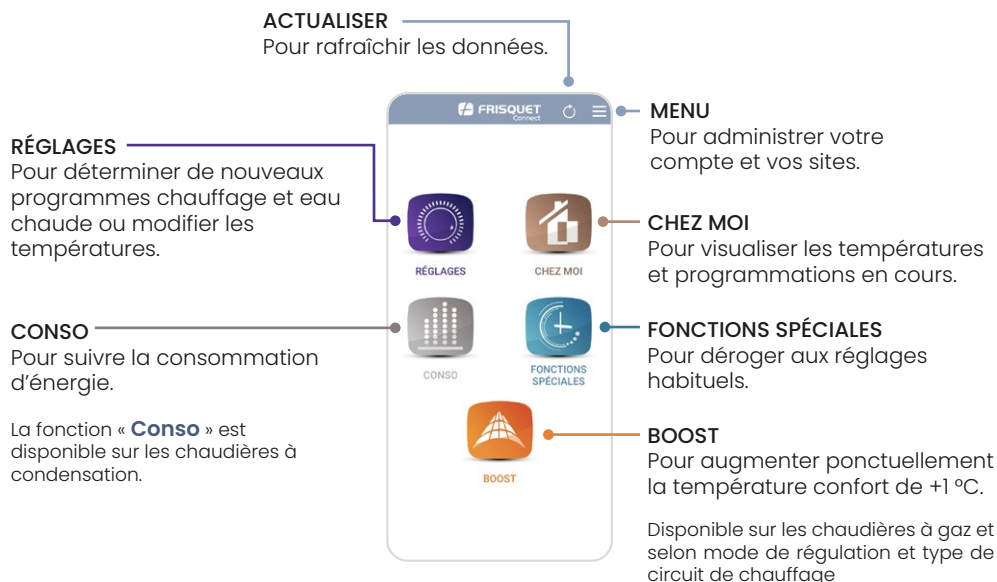 ACTUALISER
Pour rafraîchir les données.
FRISQUET
Connect
MENU
Pour administrer votre
compte et vos sites.
RÉGLAGES
Pour déterminer de nouveaux
programmes chauffage et eau
chaude ou modifier les
températures.
RÉGLAGES
CHEZ MOI
CHEZ MOI
Pour visualiser les températures
et programmations en cours.
CONSO
Pour suivre la consommation
d'énergie.
La fonction « Conso » est
disponible sur les chaudières à
condensation.
CONSO
FONCTIONS
SPÉCIALES
FONCTIONS SPÉCIALES
Pour déroger aux réglages
habituels.
BOOST
BOOST
Pour augmenter ponctuellement
la température confort de +1 °C.
Disponible sur les chaudières à gaz et
selon mode de régulation et type de
circuit de chauffage